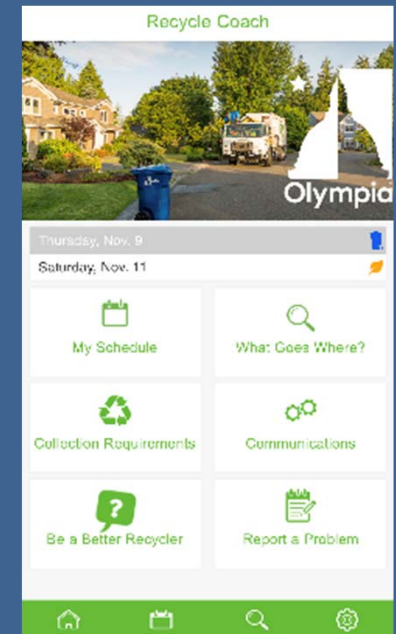 Recycle Coach
Olympia
Thursday, Nov. 9
Saturday, Nov. 11
My Schedule
What Goes Where?
Collection Requirements
Communications
Be a Better Recycler
Report a Problem